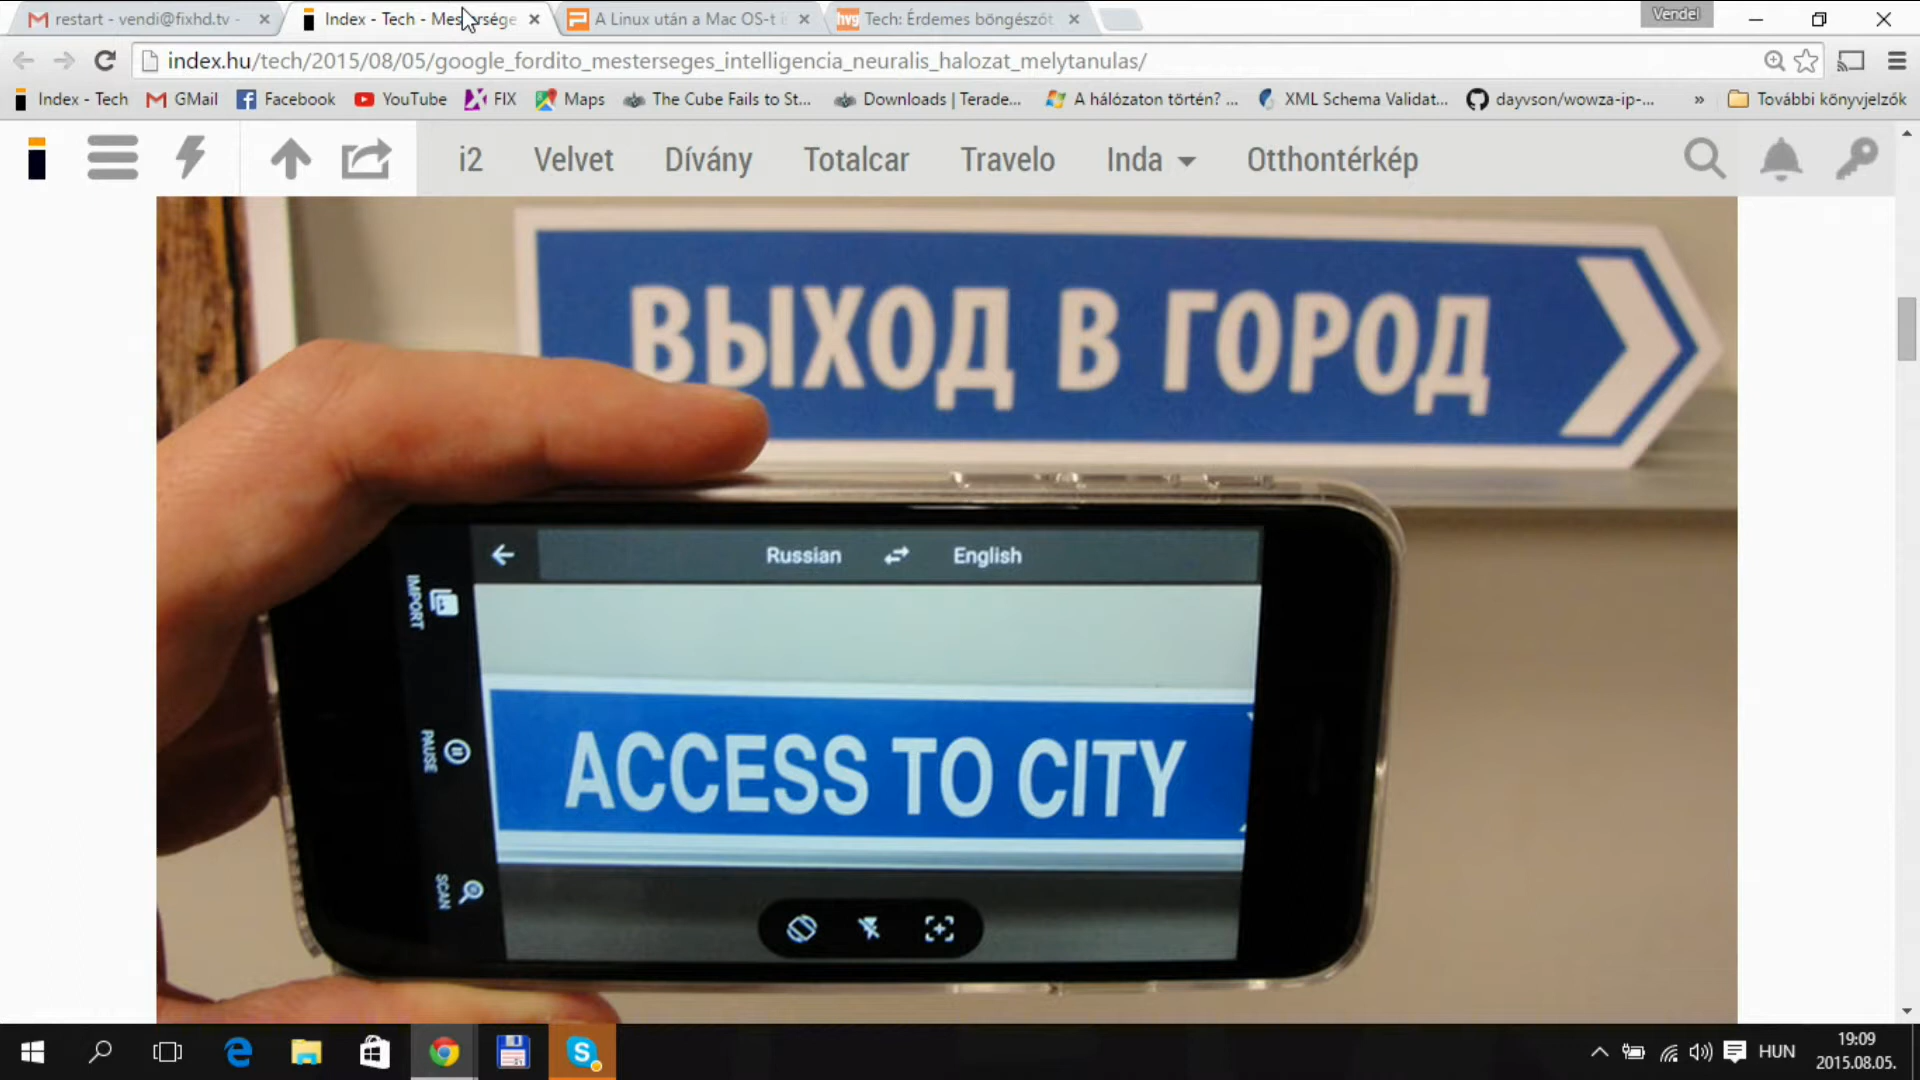 restart - vendi@fixhd.tv -
Index - Tech - Mestersége
A Linux után a Mac OS-t i
hvg Tech: Érdemes böngészőt
Vendel
index.hu/tech/2015/08/05/google_fordito_mesterseges_intelligencia_neuralis_halozat_melytanulas/
Index - Tech
GMail
Facebook
YouTube
FIX
Maps
The Cube Fails to St...
Downloads | Terade...
A hálózaton történt? ...
XML Schema Validat...
dayvson/wowza-ip-...
»
További könyvjelzők
i2
Velvet
Dívány
Totalcar
Travelo
Inda
Otthontérkép
ВЫХОД В ГОРОД
Russian
English
IMPORT
PAUSE
SCAN
ACCESS TO CITY
HUN
19:09
2015.08.05.